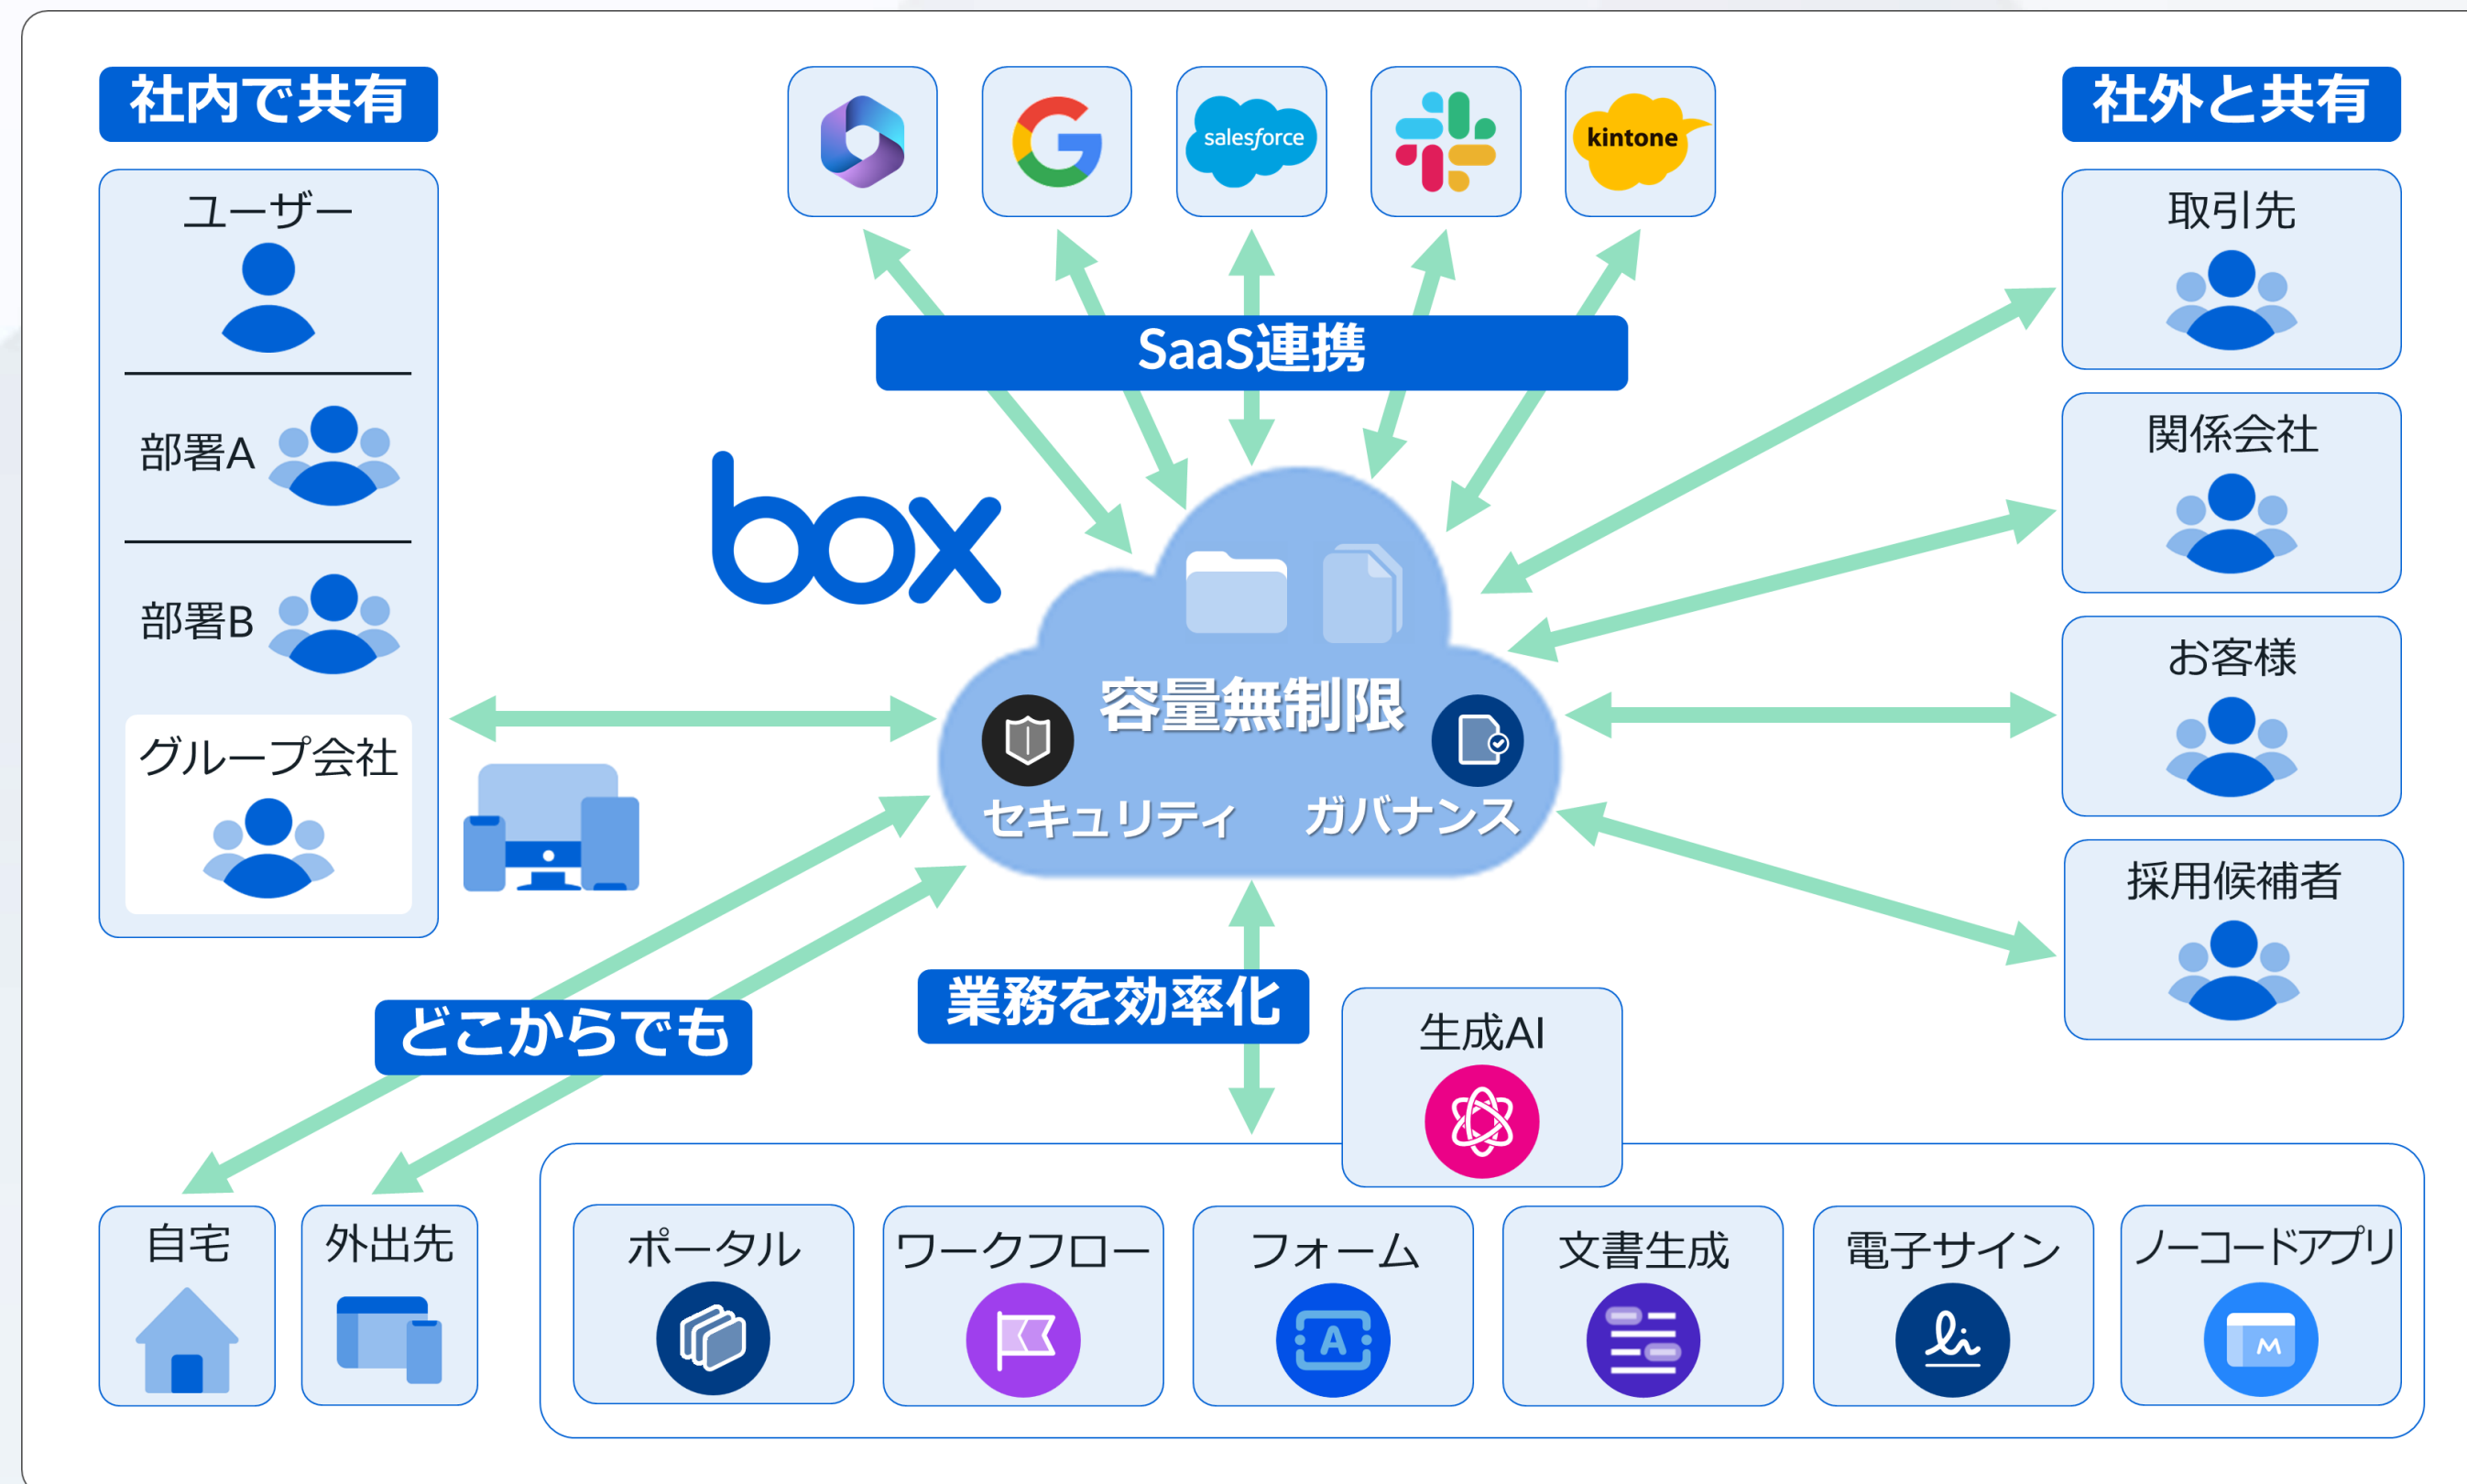 社内で共有
ユーザー
部署A
部署B
グループ会社
salesforce
kintone
SaaS連携
box
容量無制限
セキュリティ
ガバナンス
社外と共有
取引先
関係会社
お客様
採用候補者
どこからでも
自宅
外出先
業務を効率化
生成AI
ポータル
ワークフロー
フォーム
A
文書生成
電子サイン
ノーコードアプリ
M